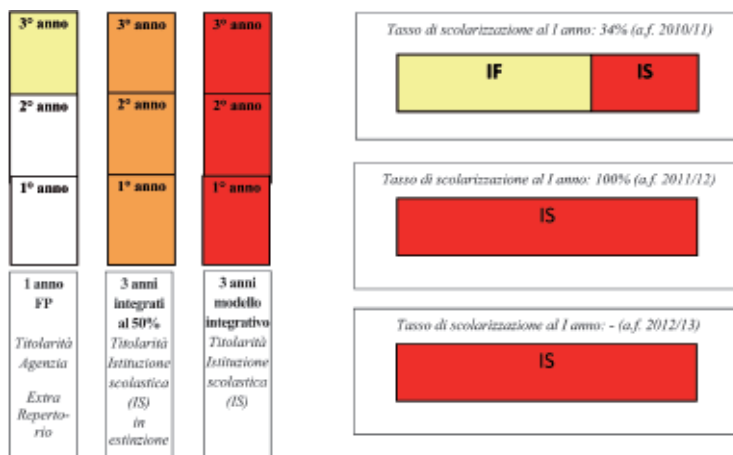 3° anno
2° anno
1° anno
1 anno
FP
Titolarità
Agenzia
Extra
Reperto-
rio
3° anno
2° anno
1° anno
3 anni
integrati
al 50%
Titolarità
Istituzione
scolastica
(IS)
in
estinzione
3° anno
2° anno
1° anno
3 anni
modello
integrativo
Titolarità
Istituzione
scolastica
(IS)
Tasso di scolarizzazione al I anno: 34% (a.f. 2010/11)
IF IS
Tasso di scolarizzazione al I anno: 100% (a.f. 2011/12)
IS
Tasso di scolarizzazione al I anno: - (a.f. 2012/13)
IS